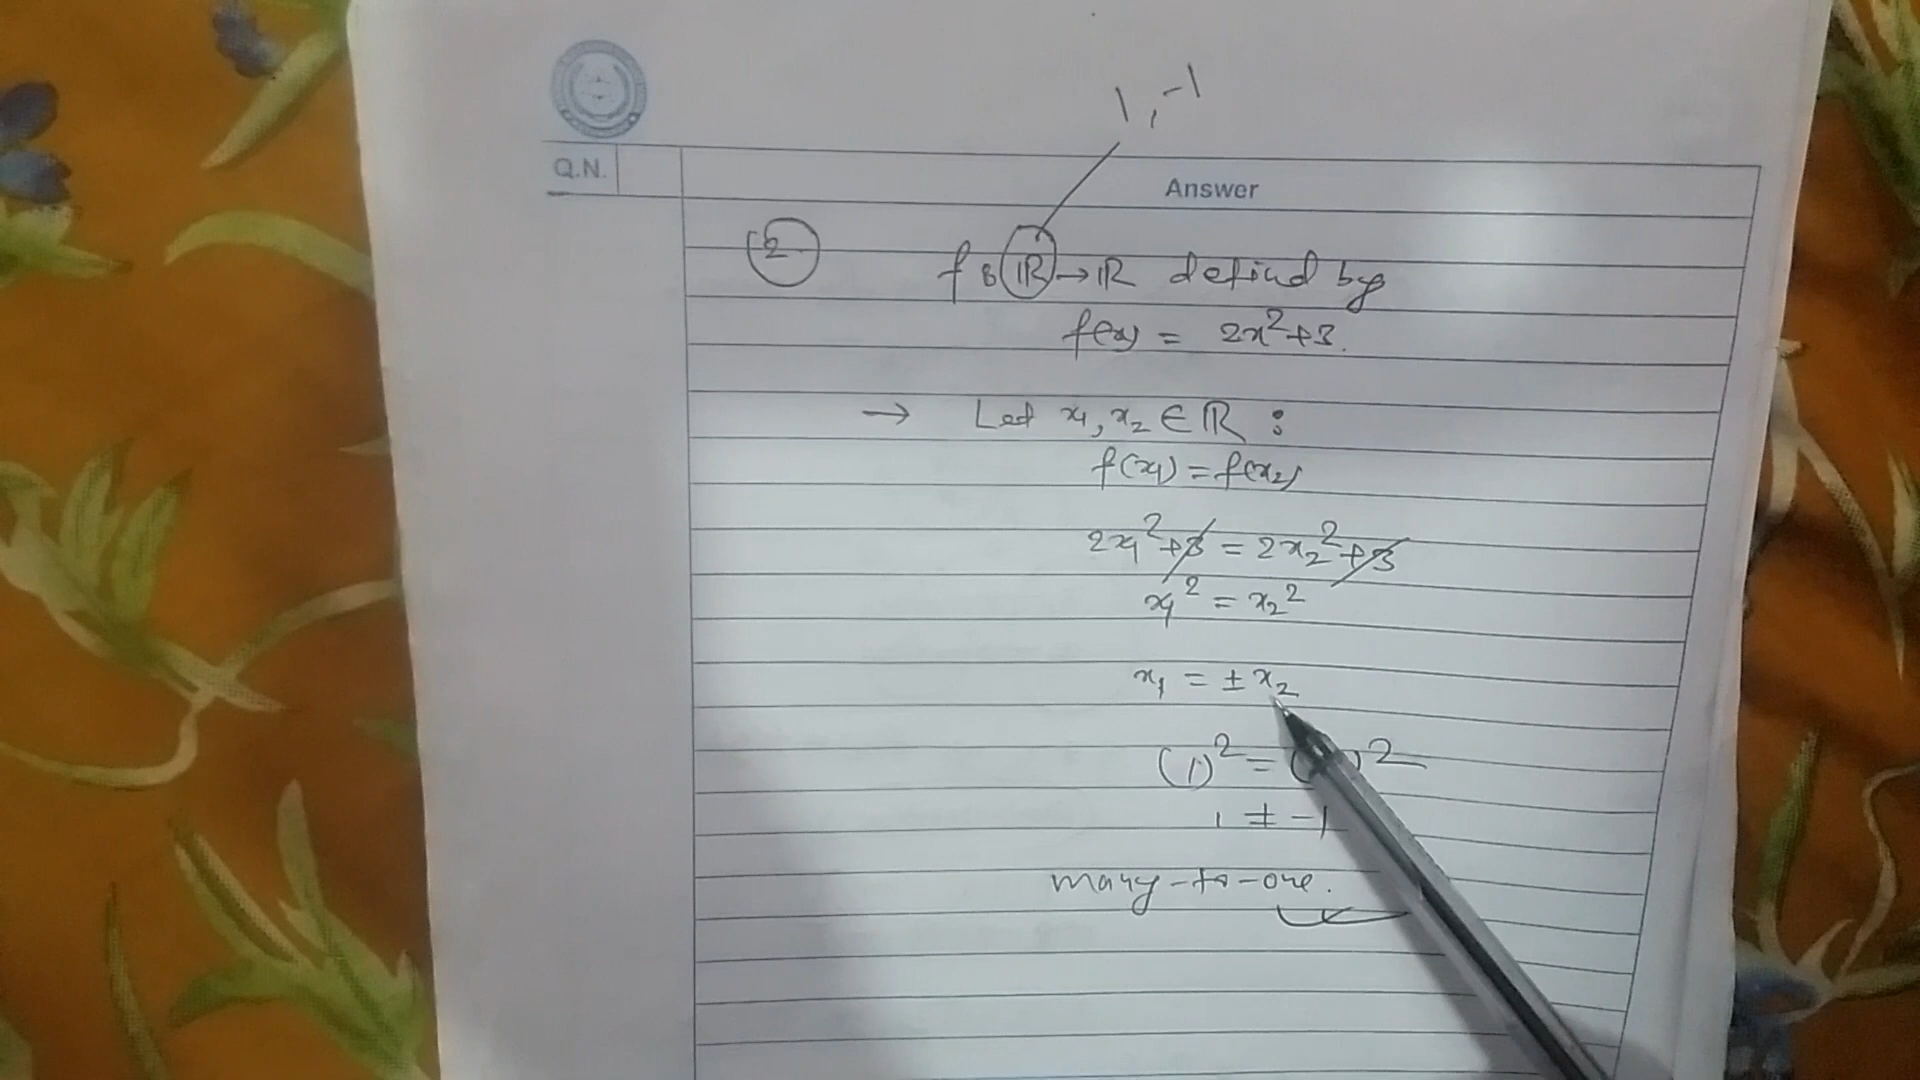 1, -1
Q.N.
Answer
2 f : ℝ → ℝ defind by
f(x) = 2x²+3.
→ Let x₁, x₂ ∈ ℝ :
f(x₁) = f(x₂)
2x₁²+3 = 2x₂²+3
x₁² = x₂²
x₁ = ± x₂
(1)² = ( )²
1 ≠ -1
many-to-one.